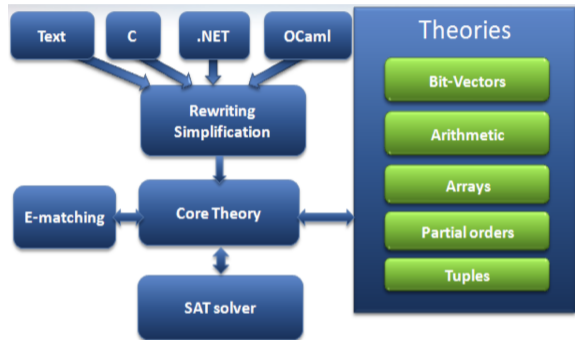 Text
C
.NET
OCaml
Rewriting
Simplification
E-matching
Core Theory
SAT solver
Theories
Bit-Vectors
Arithmetic
Arrays
Partial orders
Tuples